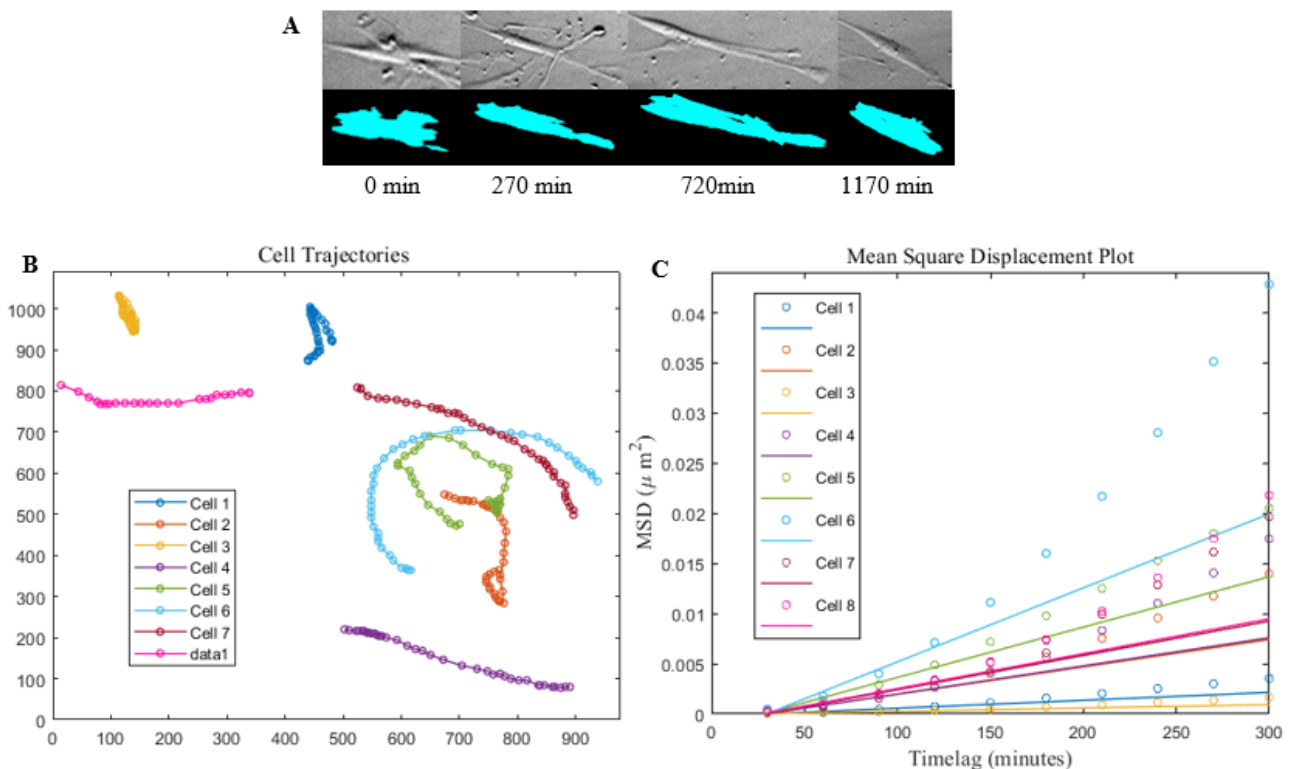 A
0 min 270 min 720min 1170 min
B
Cell Trajectories
1000
900
800
700
600
500
400
300
200
100
0
0 100 200 300 400 500 600 700 800 900
Cell 1
Cell 2
Cell 3
Cell 4
Cell 5
Cell 6
Cell 7
data1
C
Mean Square Displacement Plot
MSD (μ m²)
0.04
0.035
0.03
0.025
0.02
0.015
0.01
0.005
0
0 50 100 150 200 250 300
Timelag (minutes)
Cell 1
Cell 2
Cell 3
Cell 4
Cell 5
Cell 6
Cell 7
Cell 8